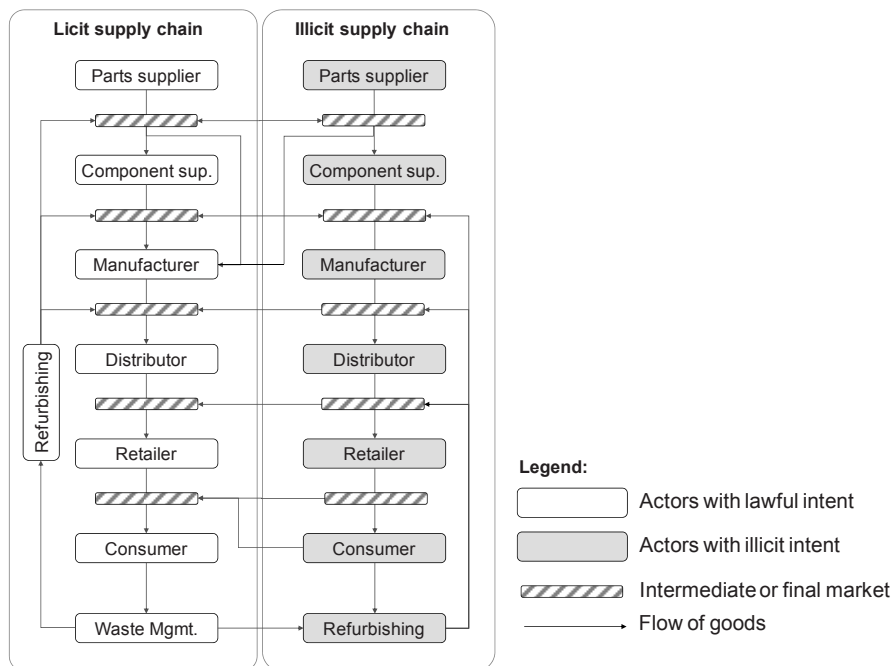 Licit supply chain
Illicit supply chain
Parts supplier
Parts supplier
Component sup.
Component sup.
Manufacturer
Manufacturer
Distributor
Distributor
Refurbishing
Retailer
Retailer
Consumer
Consumer
Waste Mgmt.
Refurbishing
Legend:
Actors with lawful intent
Actors with illicit intent
Intermediate or final market
Flow of goods